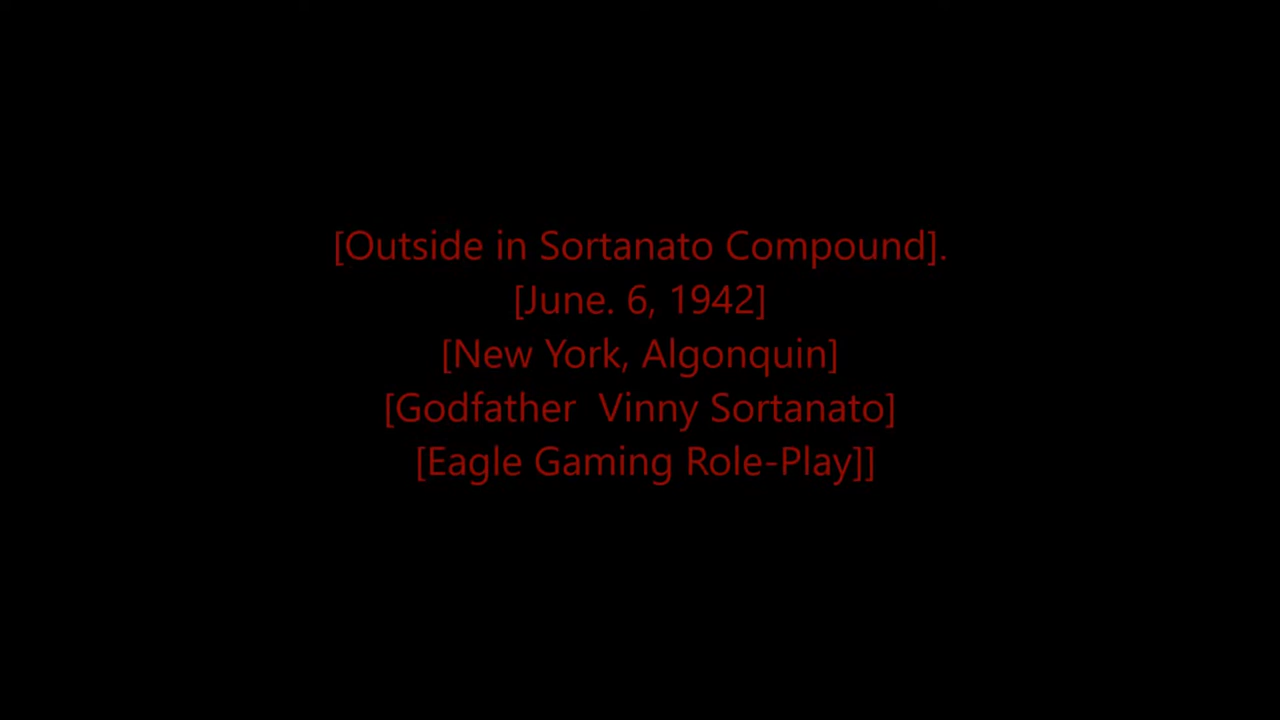 [Outside in Sortanato Compound].
[June. 6, 1942]
[New York, Algonquin]
[Godfather  Vinny Sortanato]
[Eagle Gaming Role-Play]]